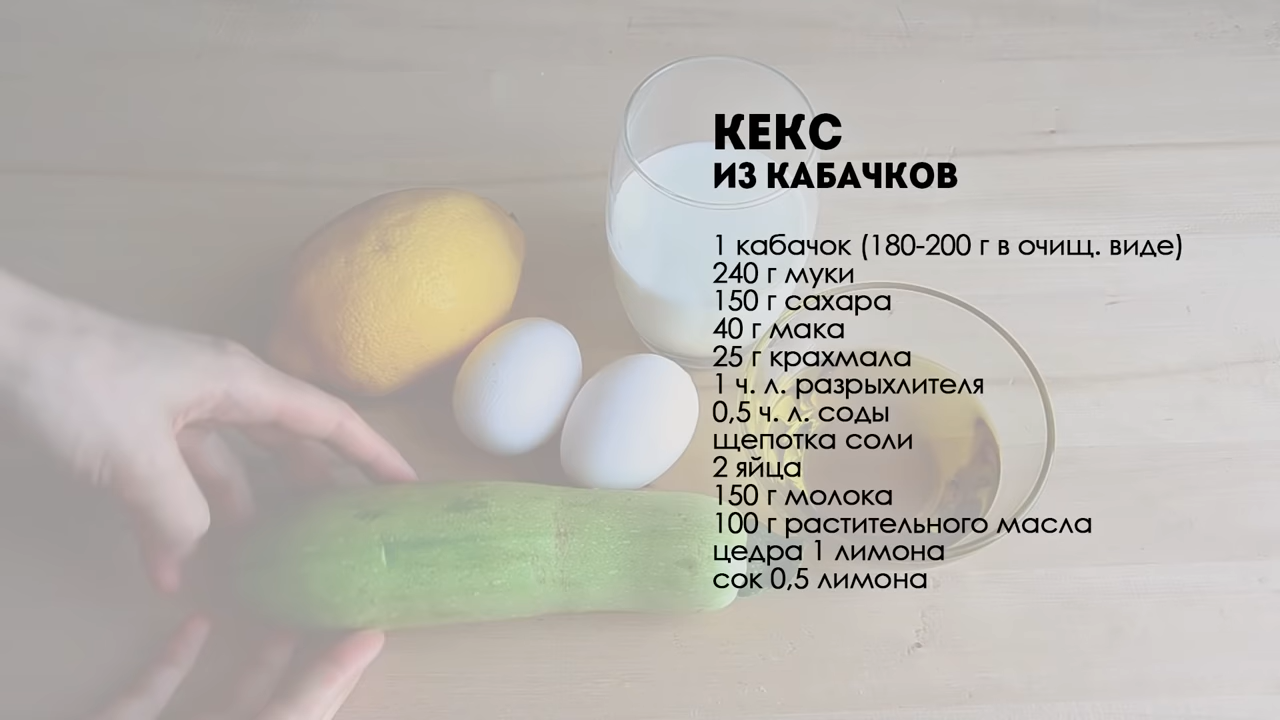 КЕКС
ИЗ КАБАЧКОВ
1 кабачок (180-200 г в очищ. виде)
240 г муки
150 г сахара
40 г мака
25 г крахмала
1 ч. л. разрыхлителя
0,5 ч. л. соды
щепотка соли
2 яйца
150 г молока
100 г растительного масла
цедра 1 лимона
сок 0,5 лимона